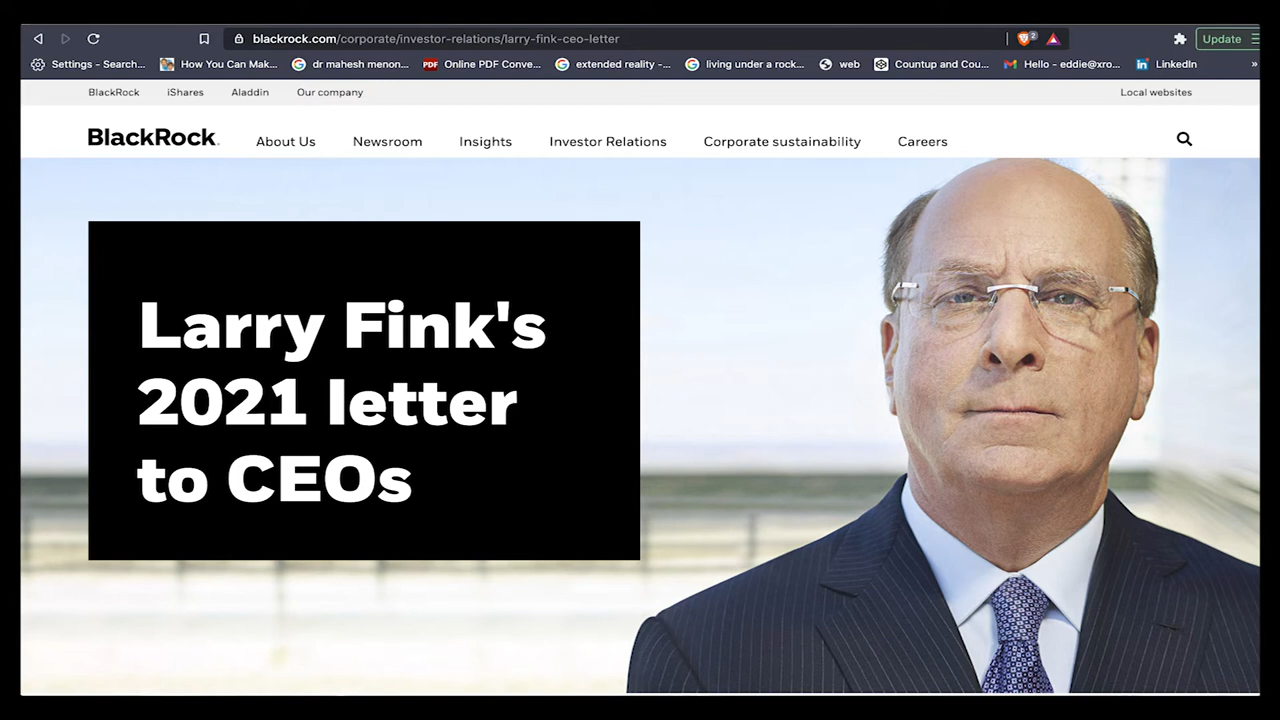 blackrock.com/corporate/investor-relations/larry-fink-ceo-letter
2
Update
Settings - Search...
How You Can Mak...
dr mahesh menon...
PDF
Online PDF Conve...
extended reality -...
living under a rock...
web
Countup and Cou...
Hello - eddie@xro...
in
LinkedIn
»
BlackRock
iShares
Aladdin
Our company
Local websites
BlackRock.
About Us
Newsroom
Insights
Investor Relations
Corporate sustainability
Careers
Larry Fink's
2021 letter
to CEOs